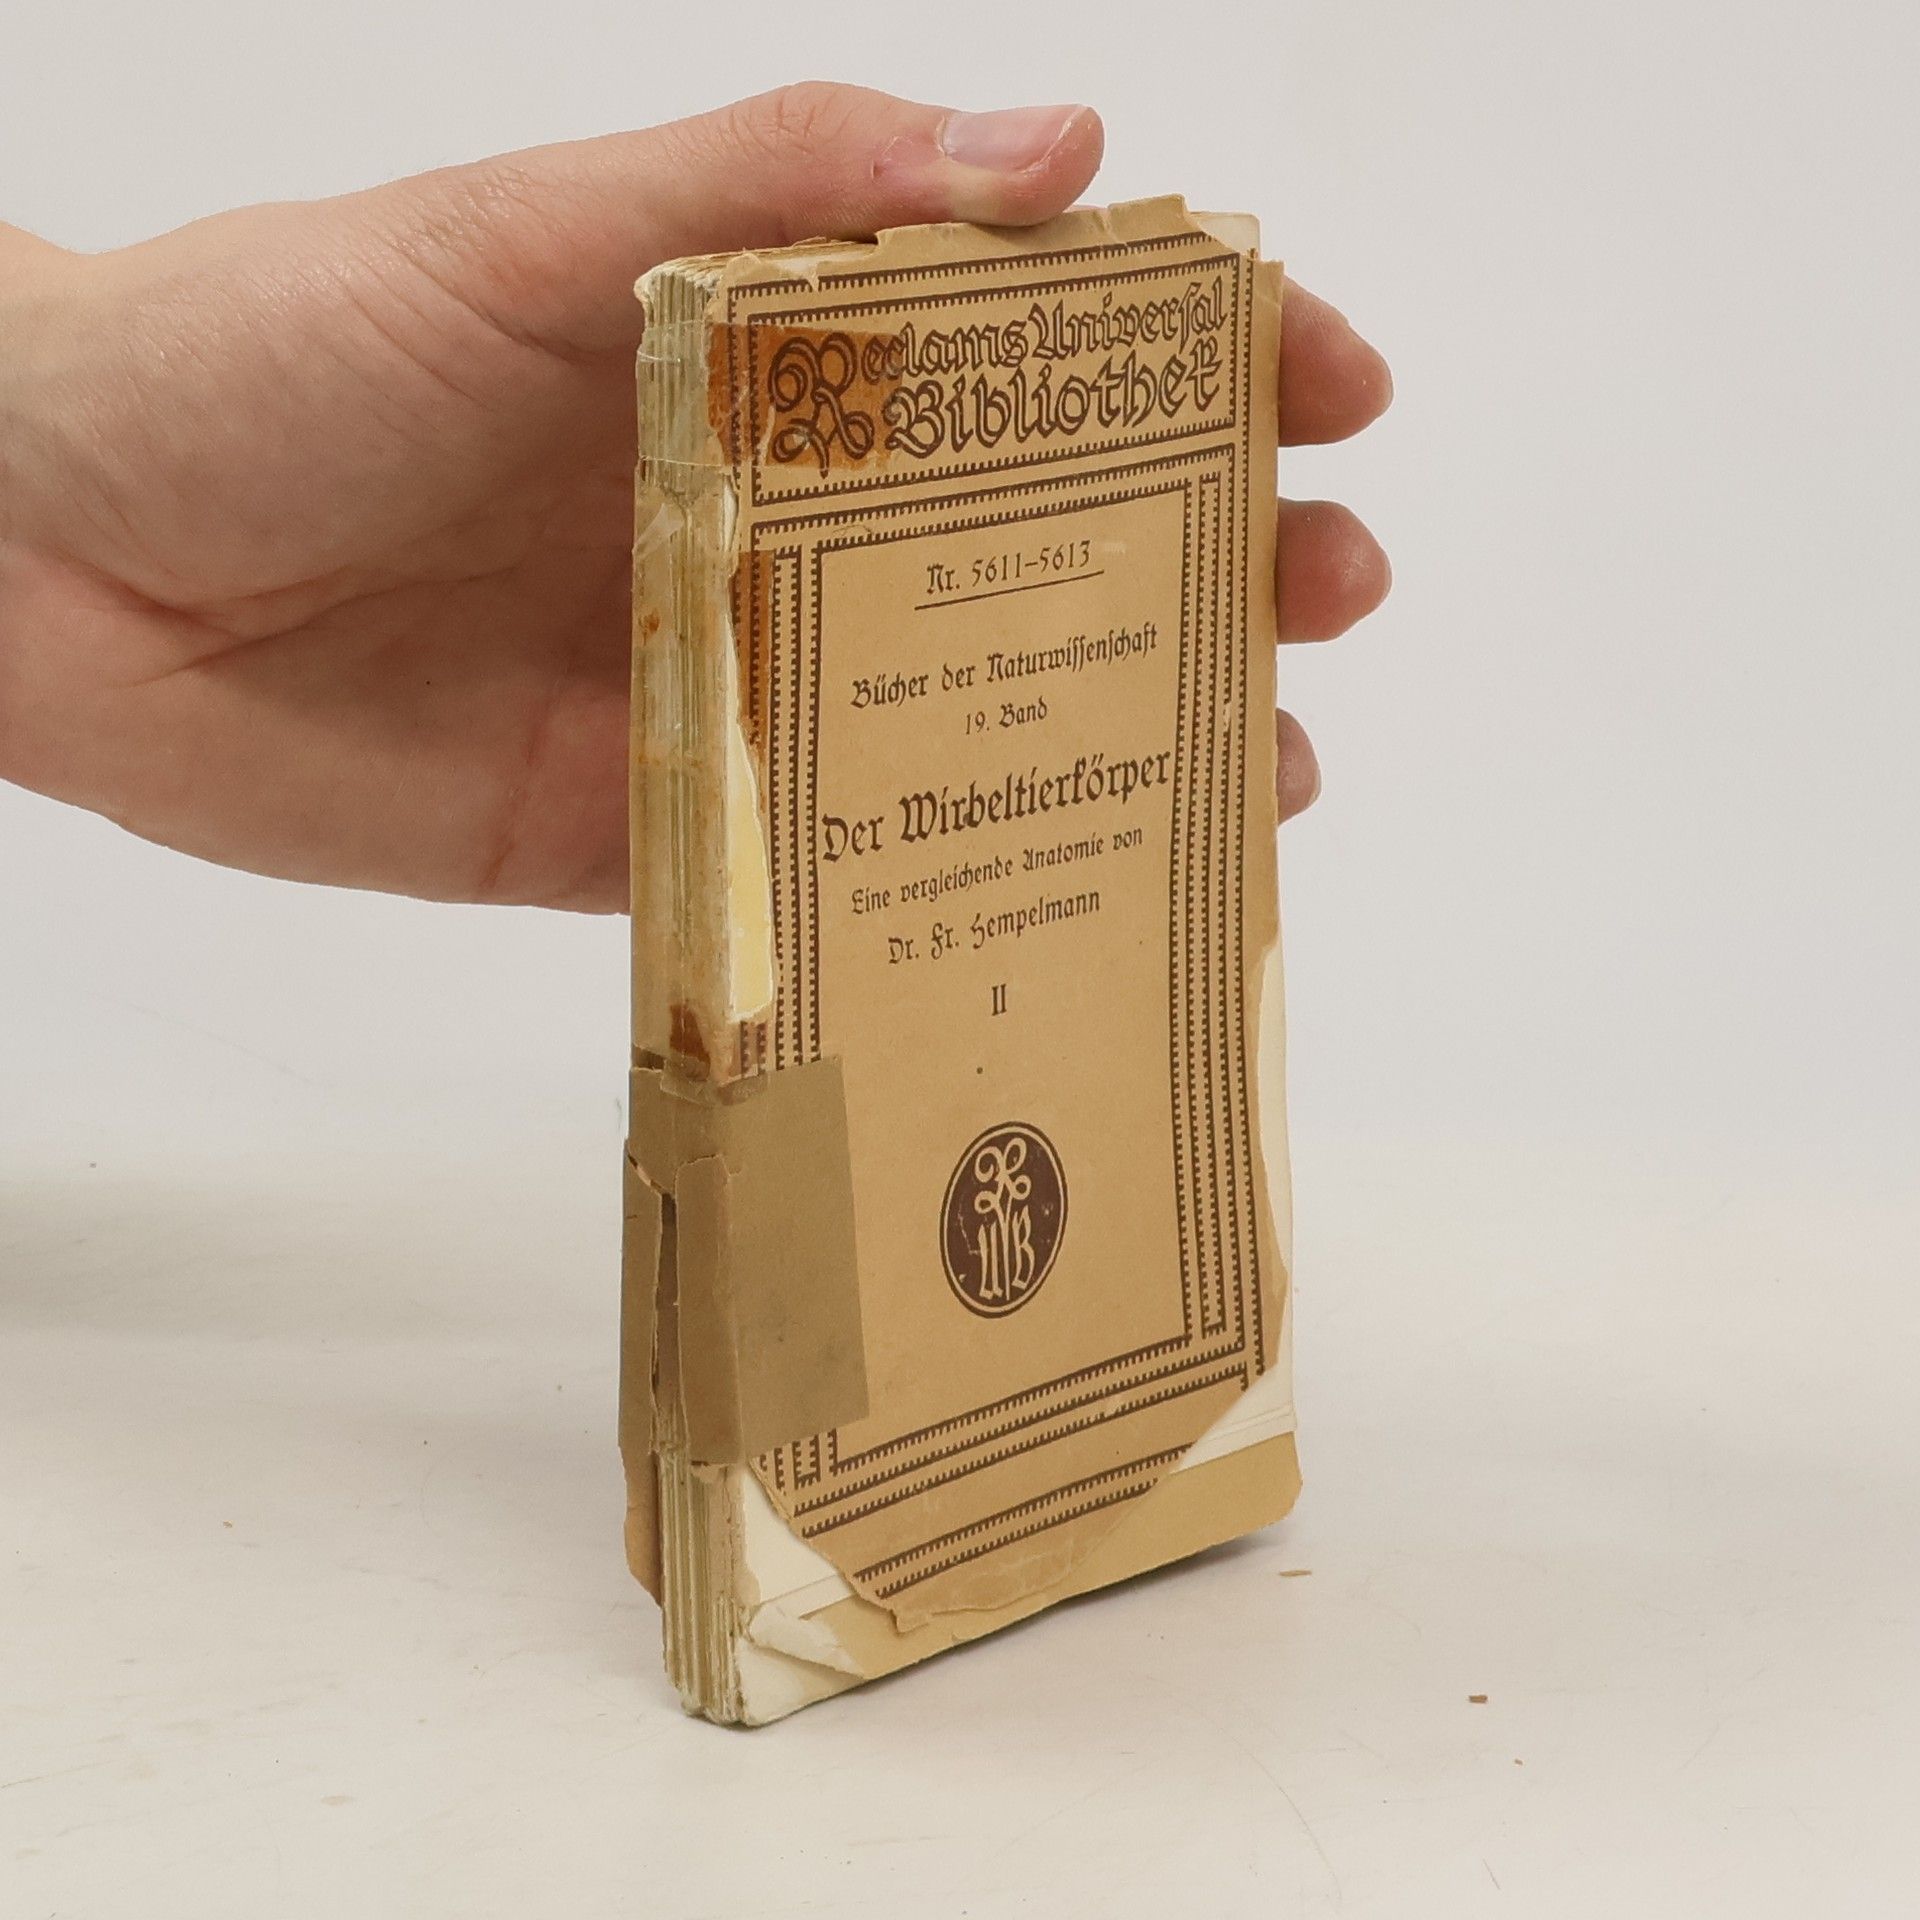 Reclams Universal
Bibliothek
Nr. 5611–5613
Bücher der Naturwiſſenſchaft
19. Band
Der Wirbeltierkörper
Eine vergleichende Anatomie von
Dr. Fr. Hempelmann
II
R
UB